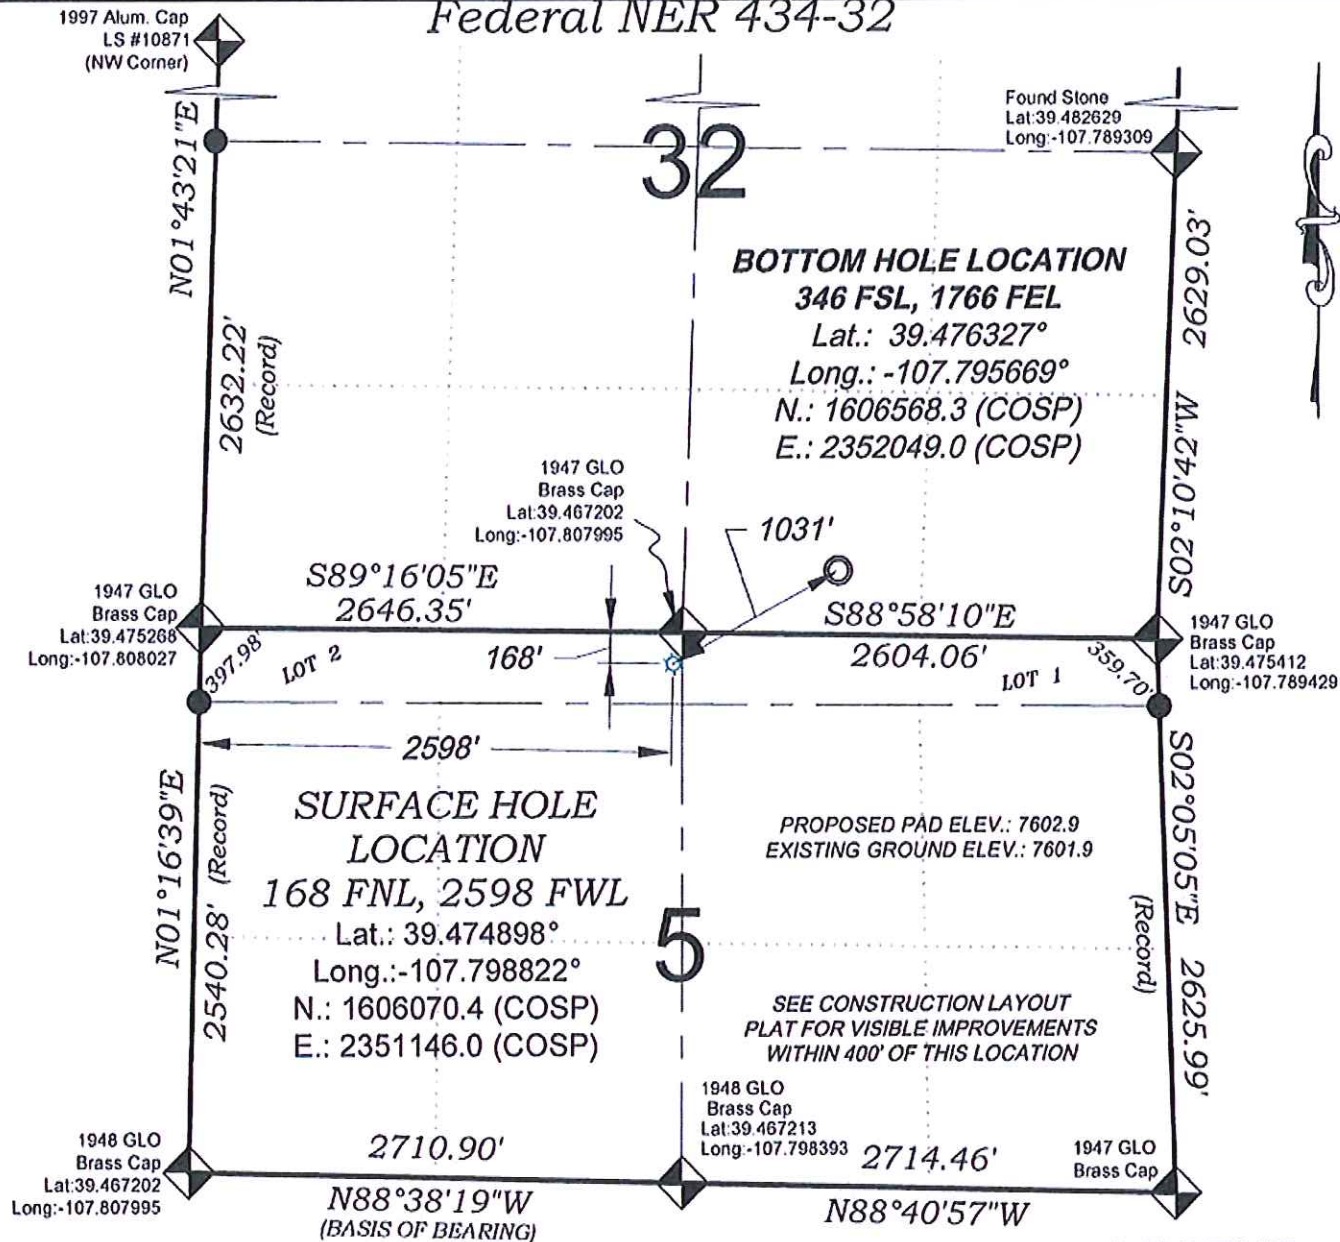 Federal NER 434-32
1997 Alum. Cap
LS #10871
(NW Corner)
Found Stone
Lat:39.482629
Long:-107.789309
32
N01°43'21"E
2632.22'
(Record)
BOTTOM HOLE LOCATION
346 FSL, 1766 FEL
Lat.: 39.476327°
Long.: -107.795669°
N.: 1606568.3 (COSP)
E.: 2352049.0 (COSP)
2629.03'
S02°10'42"W
1947 GLO
Brass Cap
Lat:39.467202
Long:-107.807995
1031'
S89°16'05"E
2646.35'
S88°58'10"E
2604.06'
1947 GLO
Brass Cap
Lat:39.475268
Long:-107.808027
1947 GLO
Brass Cap
Lat:39.475412
Long:-107.789429
397.98'
LOT 2
168'
LOT 1
359.70'
2598'
N01°16'39"E
2540.28' (Record)
SURFACE HOLE
LOCATION
168 FNL, 2598 FWL
Lat.: 39.474898°
Long.:-107.798822°
N.: 1606070.4 (COSP)
E.: 2351146.0 (COSP)
PROPOSED PAD ELEV.: 7602.9
EXISTING GROUND ELEV.: 7601.9
5
S02°05'05"E 2625.99'
(Record)
SEE CONSTRUCTION LAYOUT
PLAT FOR VISIBLE IMPROVEMENTS
WITHIN 400' OF THIS LOCATION
1948 GLO
Brass Cap
Lat:39.467213
Long:-107.798393
1948 GLO
Brass Cap
Lat:39.467202
Long:-107.807995
2710.90'
N88°38'19"W
(BASIS OF BEARING)
2714.46'
N88°40'57"W
1947 GLO
Brass Cap